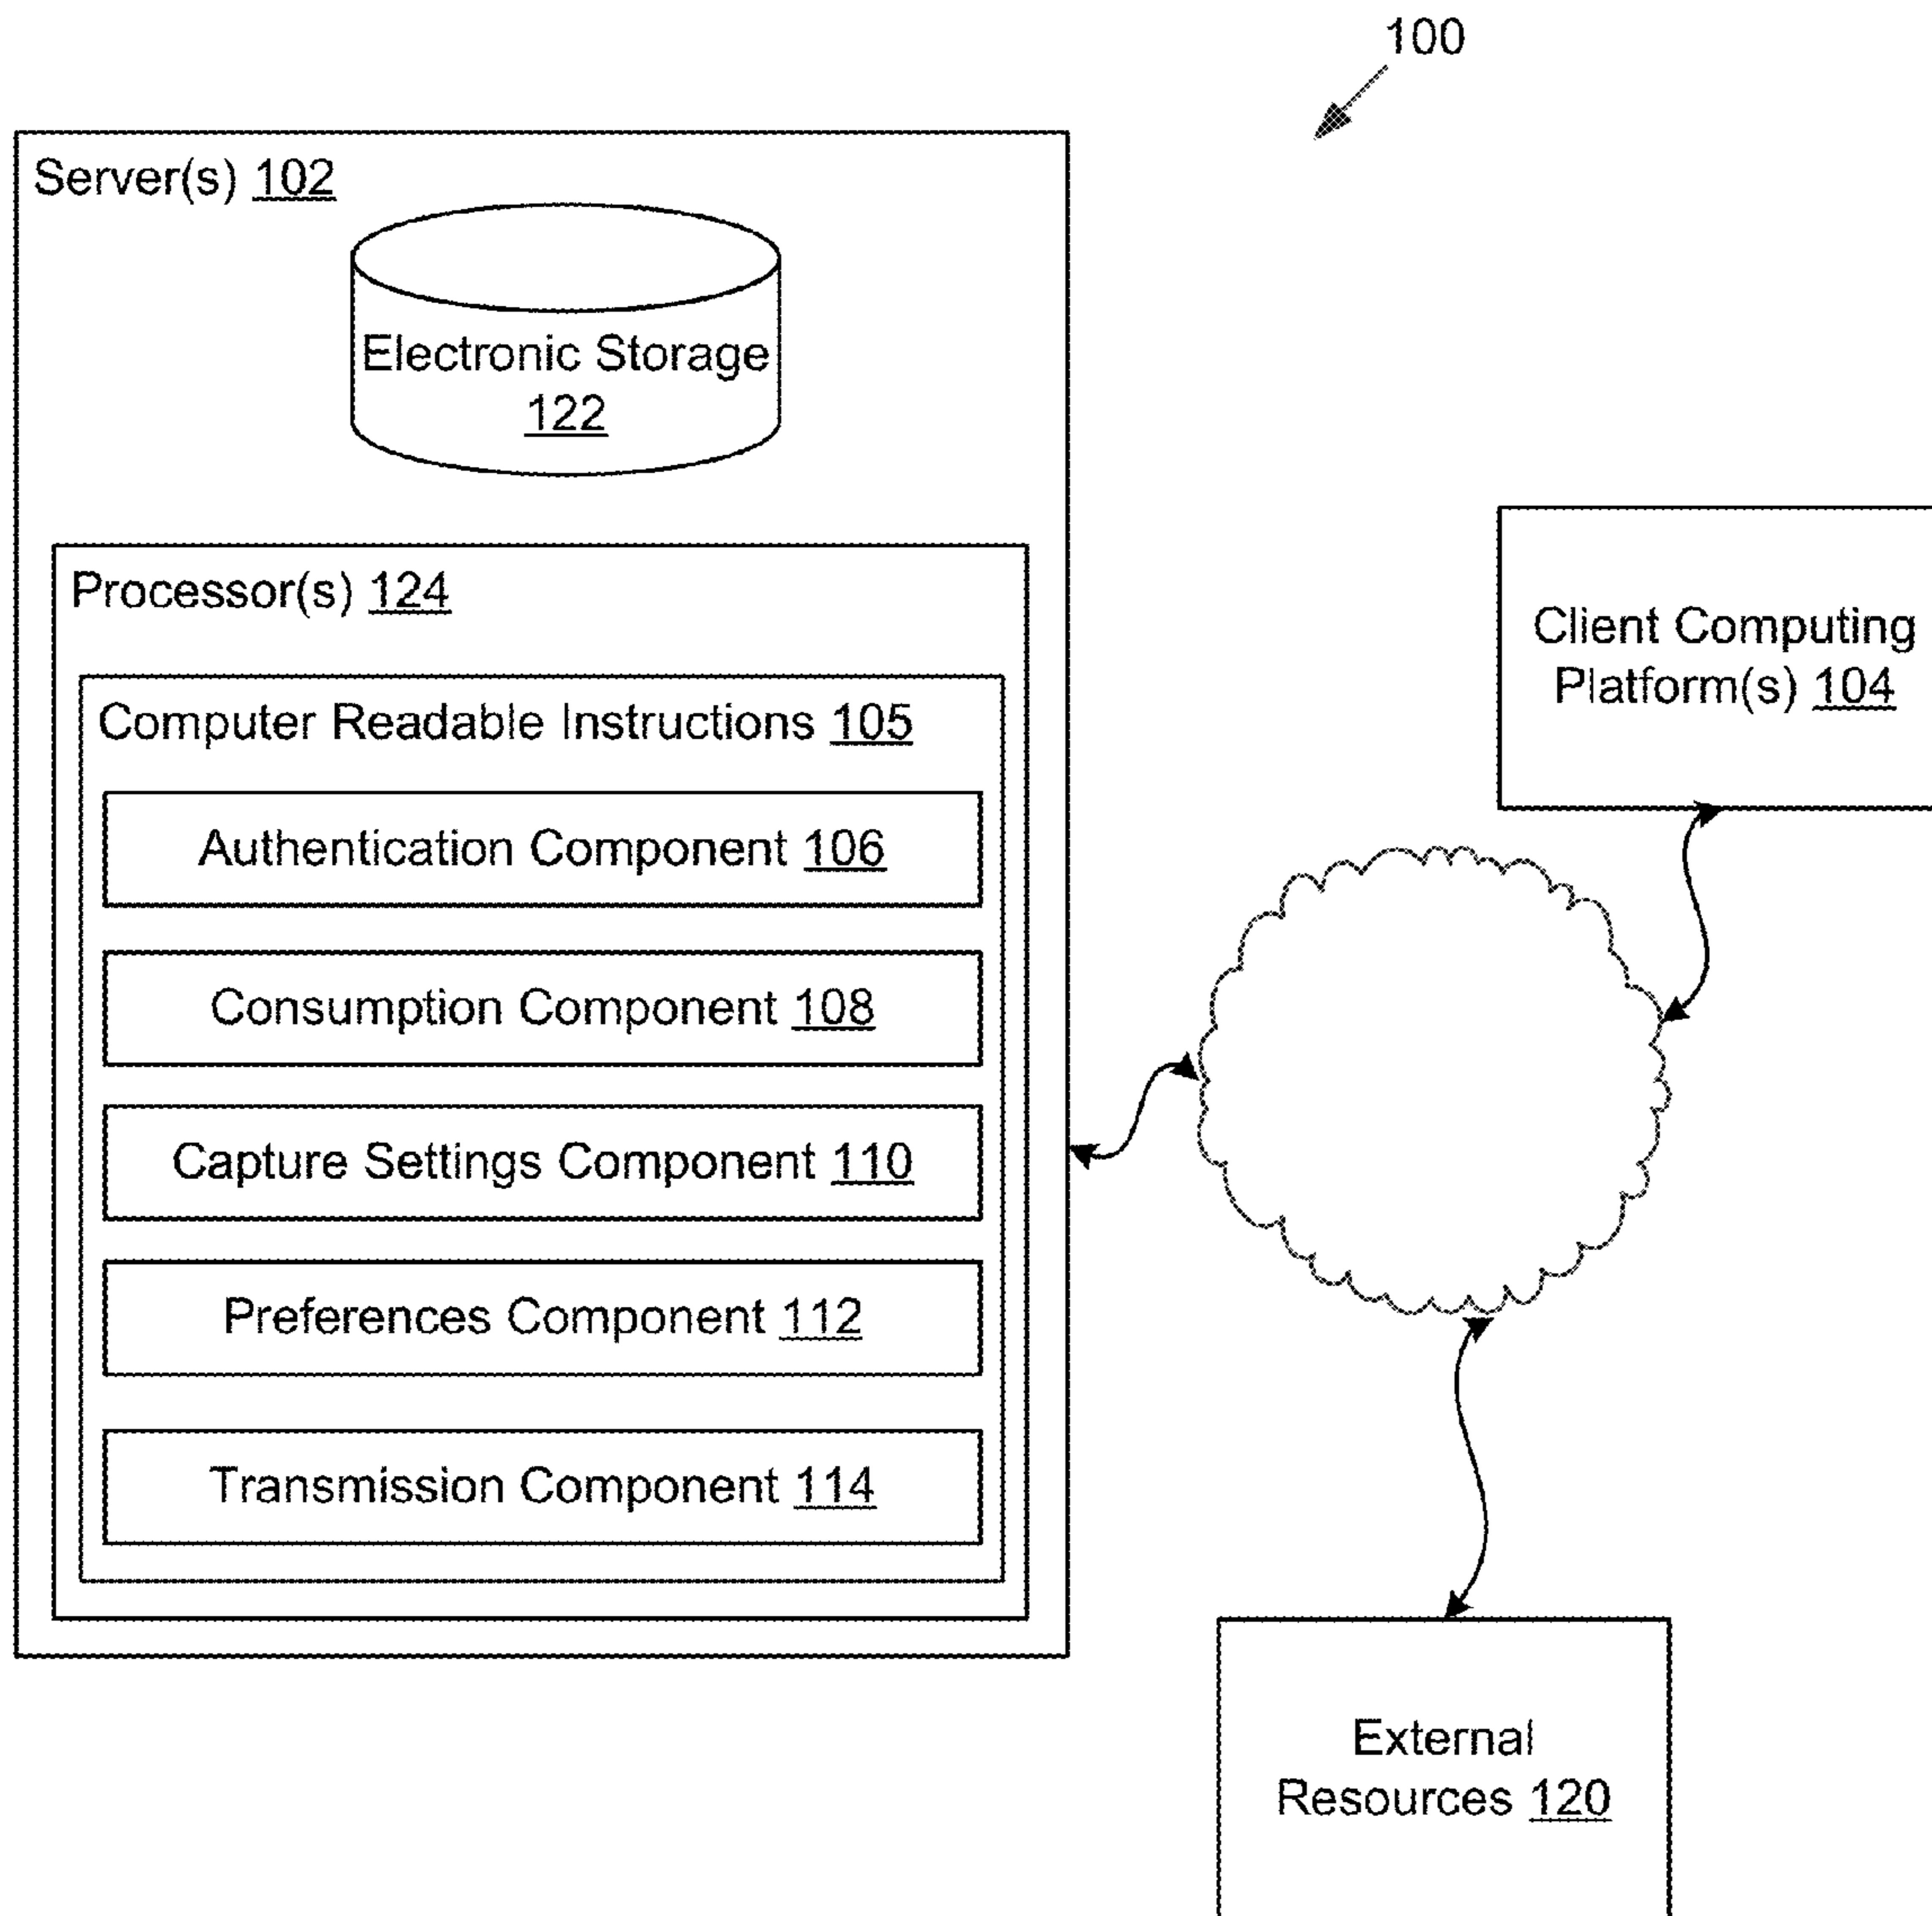 100
Server(s) 102
Electronic Storage
122
Processor(s) 124
Computer Readable Instructions 105
Authentication Component 106
Consumption Component 108
Capture Settings Component 110
Preferences Component 112
Transmission Component 114
Client Computing
Platform(s) 104
External
Resources 120